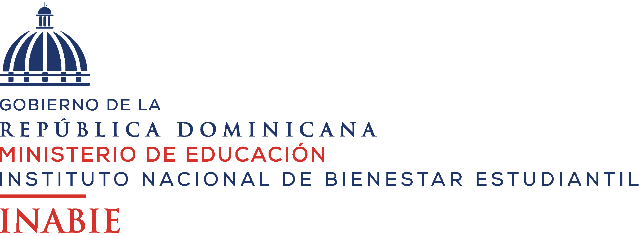 GOBIERNO DE LA
REPÚBLICA DOMINICANA
MINISTERIO DE EDUCACIÓN
INSTITUTO NACIONAL DE BIENESTAR ESTUDIANTIL
INABIE